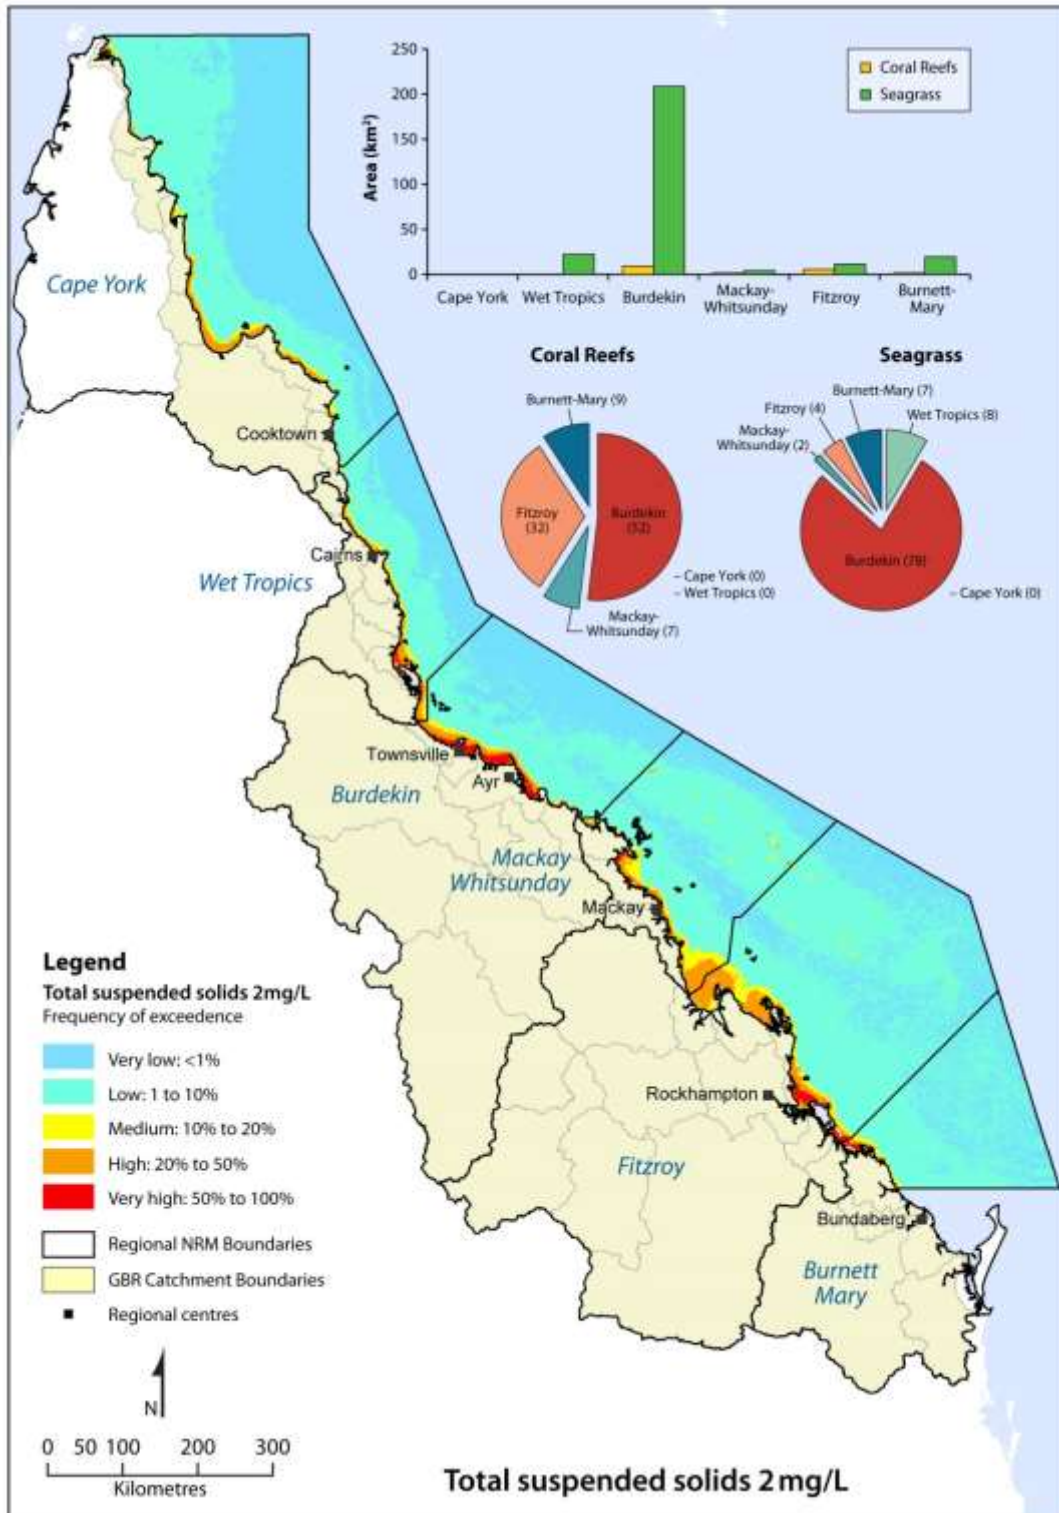 250
200
150
100
50
0
Area (km²)
Coral Reefs
Seagrass
Cape York
Wet Tropics
Burdekin
Mackay-
Whitsunday
Fitzroy
Burnett-
Mary
Coral Reefs
Burnett-Mary (9)
Fitzroy
(32)
Burdekin
(52)
– Cape York (0)
– Wet Tropics (0)
Mackay-
Whitsunday (7)
Seagrass
Burnett-Mary (7)
Fitzroy (4)
Wet Tropics (8)
Mackay-
Whitsunday (2)
Burdekin (79)
– Cape York (0)
Cape York
Cooktown
Cairns
Wet Tropics
Townsville
Ayr
Burdekin
Mackay
Whitsunday
Mackay
Rockhampton
Fitzroy
Bundaberg
Burnett
Mary
Legend
Total suspended solids 2mg/L
Frequency of exceedence
Very low: <1%
Low: 1 to 10%
Medium: 10% to 20%
High: 20% to 50%
Very high: 50% to 100%
Regional NRM Boundaries
GBR Catchment Boundaries
Regional centres
N
0 50 100 200 300
Kilometres
Total suspended solids 2 mg/L